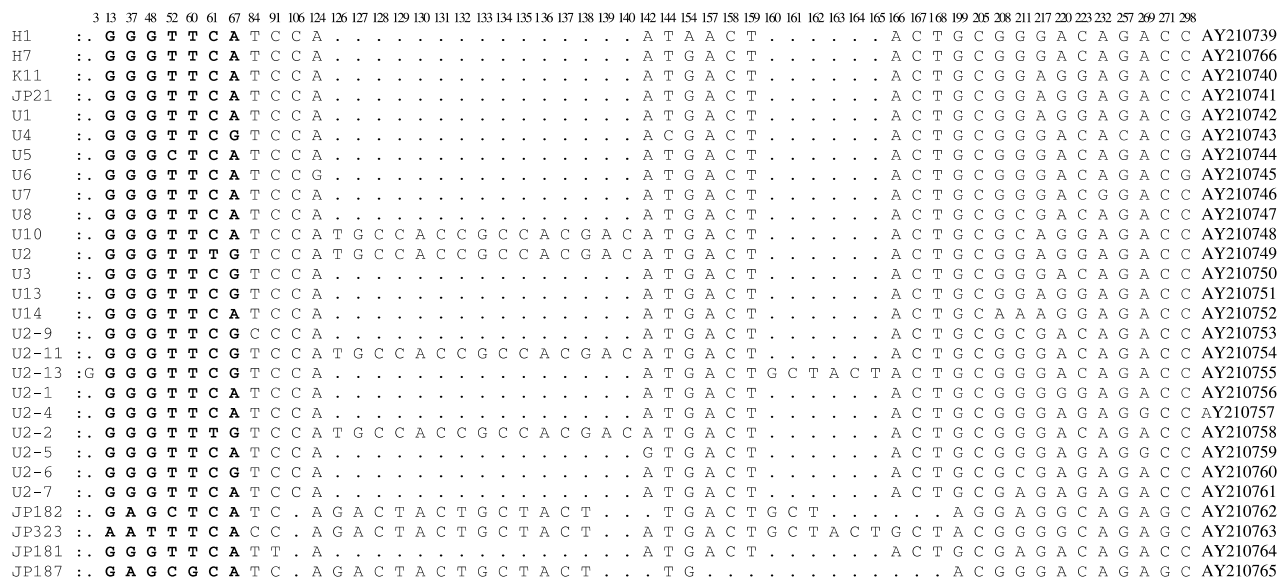 3 13 37 48 52 60 61 67 84 91 106 124 126 127 128 129 130 131 132 133 134 135 136 137 138 139 140 142 144 154 157 158 159 160 161 162 163 164 165 166 167 168 199 205 208 211 217 220 223 232 257 269 271 298
H1 :. G G G T T C A T C C A . . . . . . . . . . . . . . . A T A A C T . . . . . . A C T G C G G G A C A G A C C AY210739
H7 :. G G G T T C A T C C A . . . . . . . . . . . . . . . A T G A C T . . . . . . A C T G C G G G A C A G A C C AY210766
K11 :. G G G T T C A T C C A . . . . . . . . . . . . . . . A T G A C T . . . . . . A C T G C G G A G G A G A C C AY210740
JP21 :. G G G T T C A T C C A . . . . . . . . . . . . . . . A T G A C T . . . . . . A C T G C G G A G G A G A C C AY210741
U1 :. G G G T T C A T C C A . . . . . . . . . . . . . . . A T G A C T . . . . . . A C T G C G G A G G A G A C G AY210742
U4 :. G G G T T C G T C C A . . . . . . . . . . . . . . . A C G A C T . . . . . . A C T G C G G G A C A C A C G AY210743
U5 :. G G G C T C A T C C A . . . . . . . . . . . . . . . A T G A C T . . . . . . A C T G C G G G A C A G A C G AY210744
U6 :. G G G T T C A T C C G . . . . . . . . . . . . . . . A T G A C T . . . . . . A C T G C G G G A C A G A C G AY210745
U7 :. G G G T T C A T C C A . . . . . . . . . . . . . . . A T G A C T . . . . . . A C T G C G G G A C G G A C C AY210746
U8 :. G G G T T C A T C C A . . . . . . . . . . . . . . . A T G A C T . . . . . . A C T G C G C G A C A G A C C AY210747
U10 :. G G G T T C A T C C A T G C C A C C G C C A C G A C A T G A C T . . . . . . A C T G C G C A G G A G A C C AY210748
U2 :. G G G T T T G T C C A T G C C A C C G C C A C G A C A T G A C T . . . . . . A C T G C G G A G G A G A C C AY210749
U3 :. G G G T T C G T C C A . . . . . . . . . . . . . . . A T G A C T . . . . . . A C T G C G G G A C A G A C C AY210750
U13 :. G G G T T C G T C C A . . . . . . . . . . . . . . . A T G A C T . . . . . . A C T G C G G A G G A G A C C AY210751
U14 :. G G G T T C A T C C A . . . . . . . . . . . . . . . A T G A C T . . . . . . A C T G C A A A G G A G A C C AY210752
U2-9 :. G G G T T C G C C C A . . . . . . . . . . . . . . . A T G A C T . . . . . . A C T G C G C G A C A G A C C AY210753
U2-11 :. G G G T T C G T C C A T G C C A C C G C C A C G A C A T G A C T . . . . . . A C T G C G G G A C A G A C C AY210754
U2-13 :G G G G T T C G T C C A . . . . . . . . . . . . . . . A T G A C T G C T A C T A C T G C G G G A C A G A C C AY210755
U2-1 :. G G G T T C A T C C A . . . . . . . . . . . . . . . A T G A C T . . . . . . A C T G C G G G G G A G A C C AY210756
U2-4 :. G G G T T C A T C C A . . . . . . . . . . . . . . . A T G A C T . . . . . . A C T G C G G G A G A G G C C AY210757
U2-2 :. G G G T T T G T C C A T G C C A C C G C C A C G A C A T G A C T . . . . . . A C T G C G G G A C A G A C C AY210758
U2-5 :. G G G T T C A T C C A . . . . . . . . . . . . . . . G T G A C T . . . . . . A C T G C G G G A G A G G C C AY210759
U2-6 :. G G G T T C G T C C A . . . . . . . . . . . . . . . A T G A C T . . . . . . A C T G C G C G A G A G A C C AY210760
U2-7 :. G G G T T C A T C C A . . . . . . . . . . . . . . . A T G A C T . . . . . . A C T G C G A G A G A G A C C AY210761
JP182 :. G A G C T C A T C . A G A C T A C T G C T A C T . . . T G A C T G C T . . . . . . A G G A G G C A G A G C AY210762
JP323 :. A A T T T C A C C . A G A C T A C T G C T A C T . . A T G A C T G C T A C T G C T A C G G G G C A G A G C AY210763
JP181 :. G G G T T C A T T . A . . . . . . . . . . . . . . . A T G A C T . . . . . . A C T G C G A G A C A G A C C AY210764
JP187 :. G A G C G C A T C . A G A C T A C T G C T A C T . . . T G . . . . . . . . . . . . A C G G G G C A G A G C AY210765